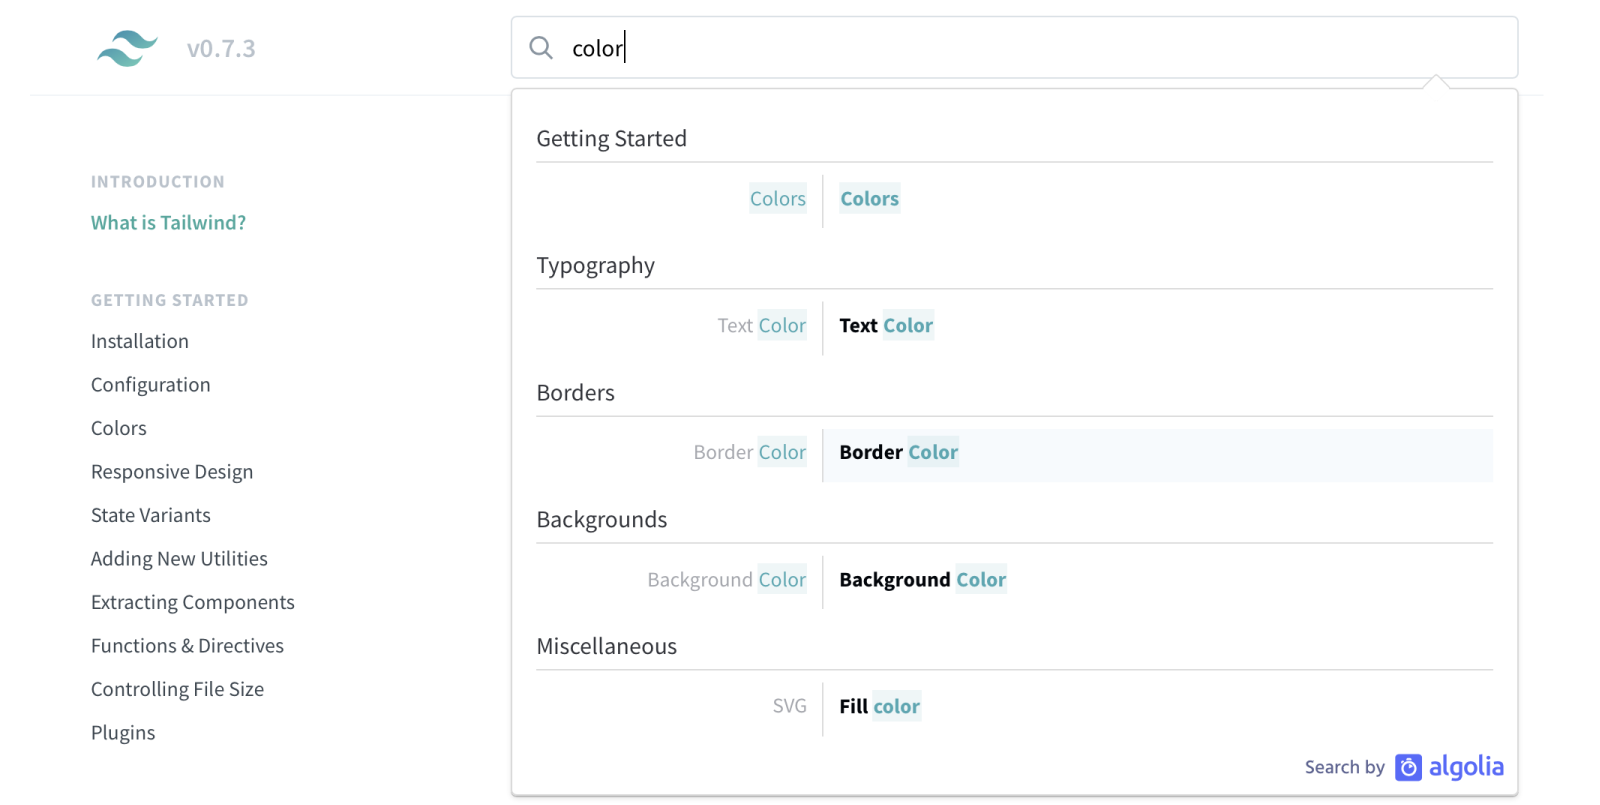 v0.7.3
color
INTRODUCTION
What is Tailwind?
GETTING STARTED
Installation
Configuration
Colors
Responsive Design
State Variants
Adding New Utilities
Extracting Components
Functions & Directives
Controlling File Size
Plugins
Getting Started
Colors Colors
Typography
Text Color Text Color
Borders
Border Color Border Color
Backgrounds
Background Color Background Color
Miscellaneous
SVG Fill color
Search by algolia